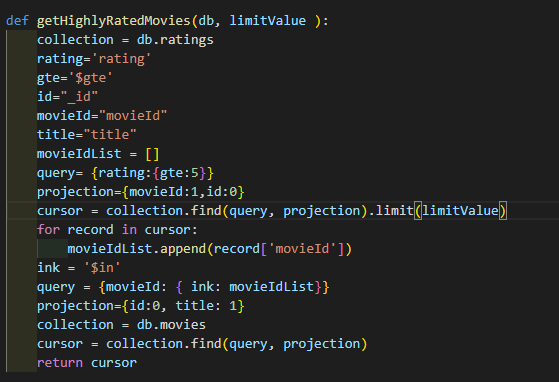 def getHighlyRatedMovies(db, limitValue ):
    collection = db.ratings
    rating='rating'
    gte='$gte'
    id="_id"
    movieId="movieId"
    title="title"
    movieIdList = []
    query= {rating:{gte:5}}
    projection={movieId:1,id:0}
    cursor = collection.find(query, projection).limit(limitValue)
    for record in cursor:
        movieIdList.append(record['movieId'])
    ink = '$in'
    query = {movieId: { ink: movieIdList}}
    projection={id:0, title: 1}
    collection = db.movies
    cursor = collection.find(query, projection)
    return cursor